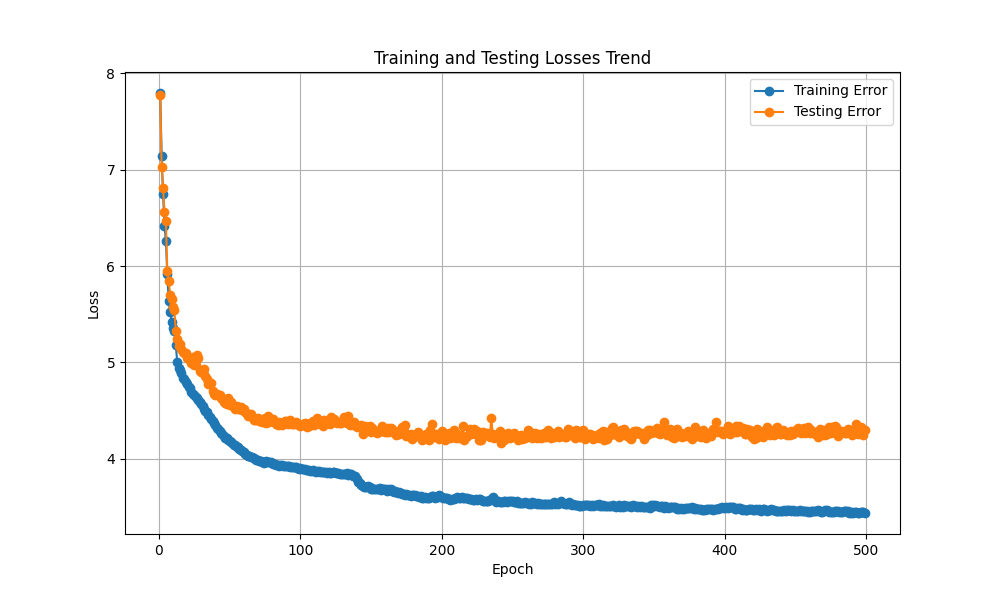 Training and Testing Losses Trend
Training Error
Testing Error
8
7
6
5
4
Loss
0 100 200 300 400 500
Epoch